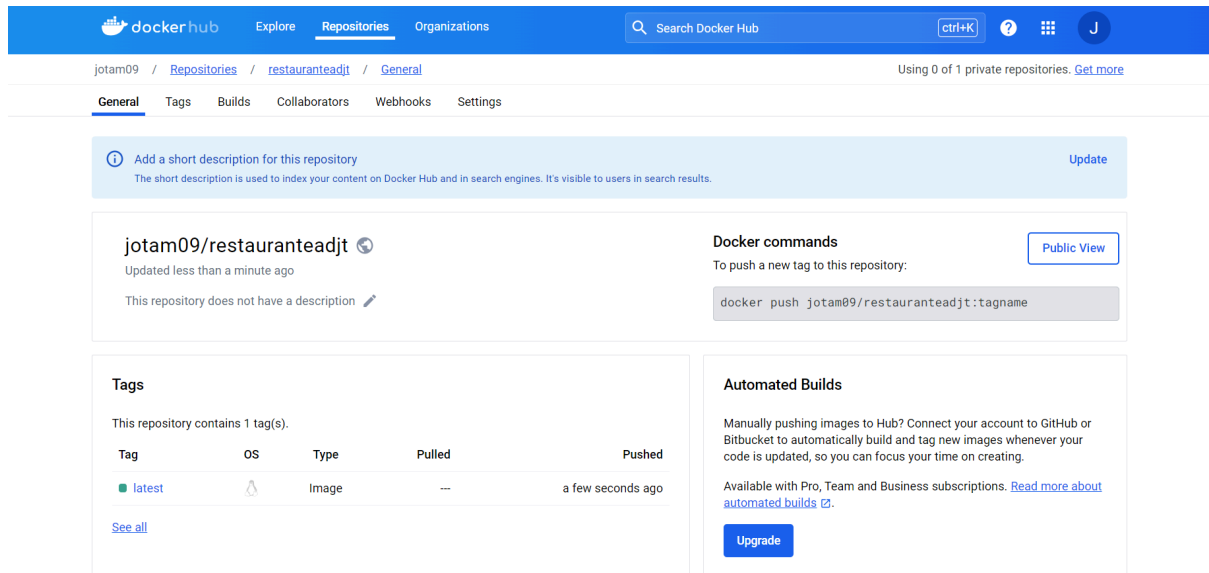 dockerhub Explore Repositories Organizations Search Docker Hub ctrl+K ? J
jotam09 / Repositories / restauranteadjt / General Using 0 of 1 private repositories. Get more
General Tags Builds Collaborators Webhooks Settings
Add a short description for this repository Update
The short description is used to index your content on Docker Hub and in search engines. It's visible to users in search results.
jotam09/restauranteadjt
Updated less than a minute ago
This repository does not have a description
Docker commands Public View
To push a new tag to this repository:
docker push jotam09/restauranteadjt:tagname
Tags
This repository contains 1 tag(s).
Tag OS Type Pulled Pushed
latest Image --- a few seconds ago
See all
Automated Builds
Manually pushing images to Hub? Connect your account to GitHub or
Bitbucket to automatically build and tag new images whenever your
code is updated, so you can focus your time on creating.
Available with Pro, Team and Business subscriptions. Read more about
automated builds .
Upgrade